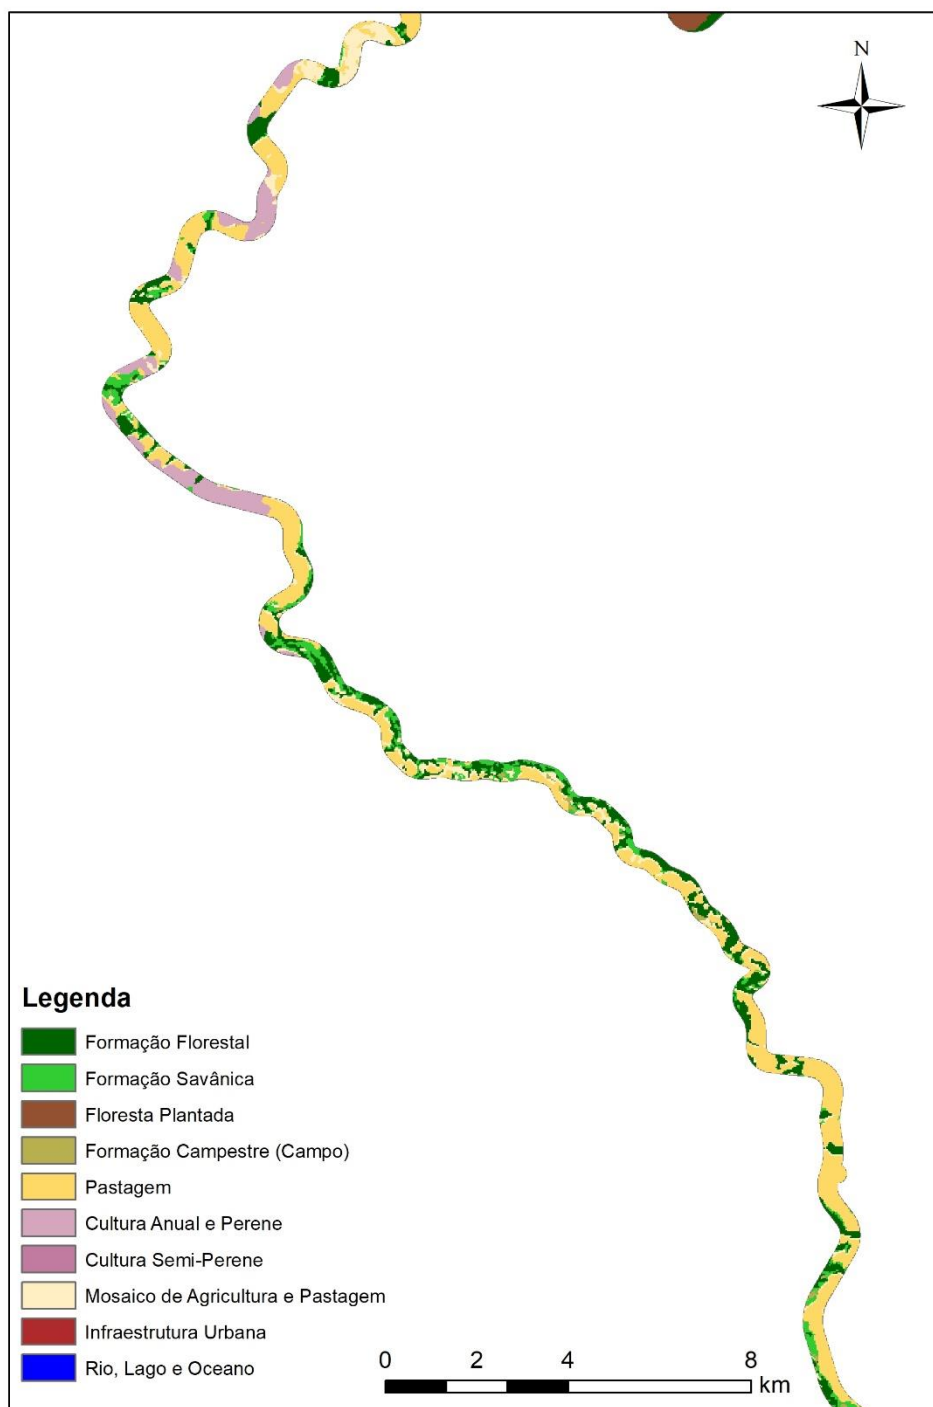 N
Legenda
Formação Florestal
Formação Savânica
Floresta Plantada
Formação Campestre (Campo)
Pastagem
Cultura Anual e Perene
Cultura Semi-Perene
Mosaico de Agricultura e Pastagem
Infraestrutura Urbana
Rio, Lago e Oceano
0 2 4 8
km